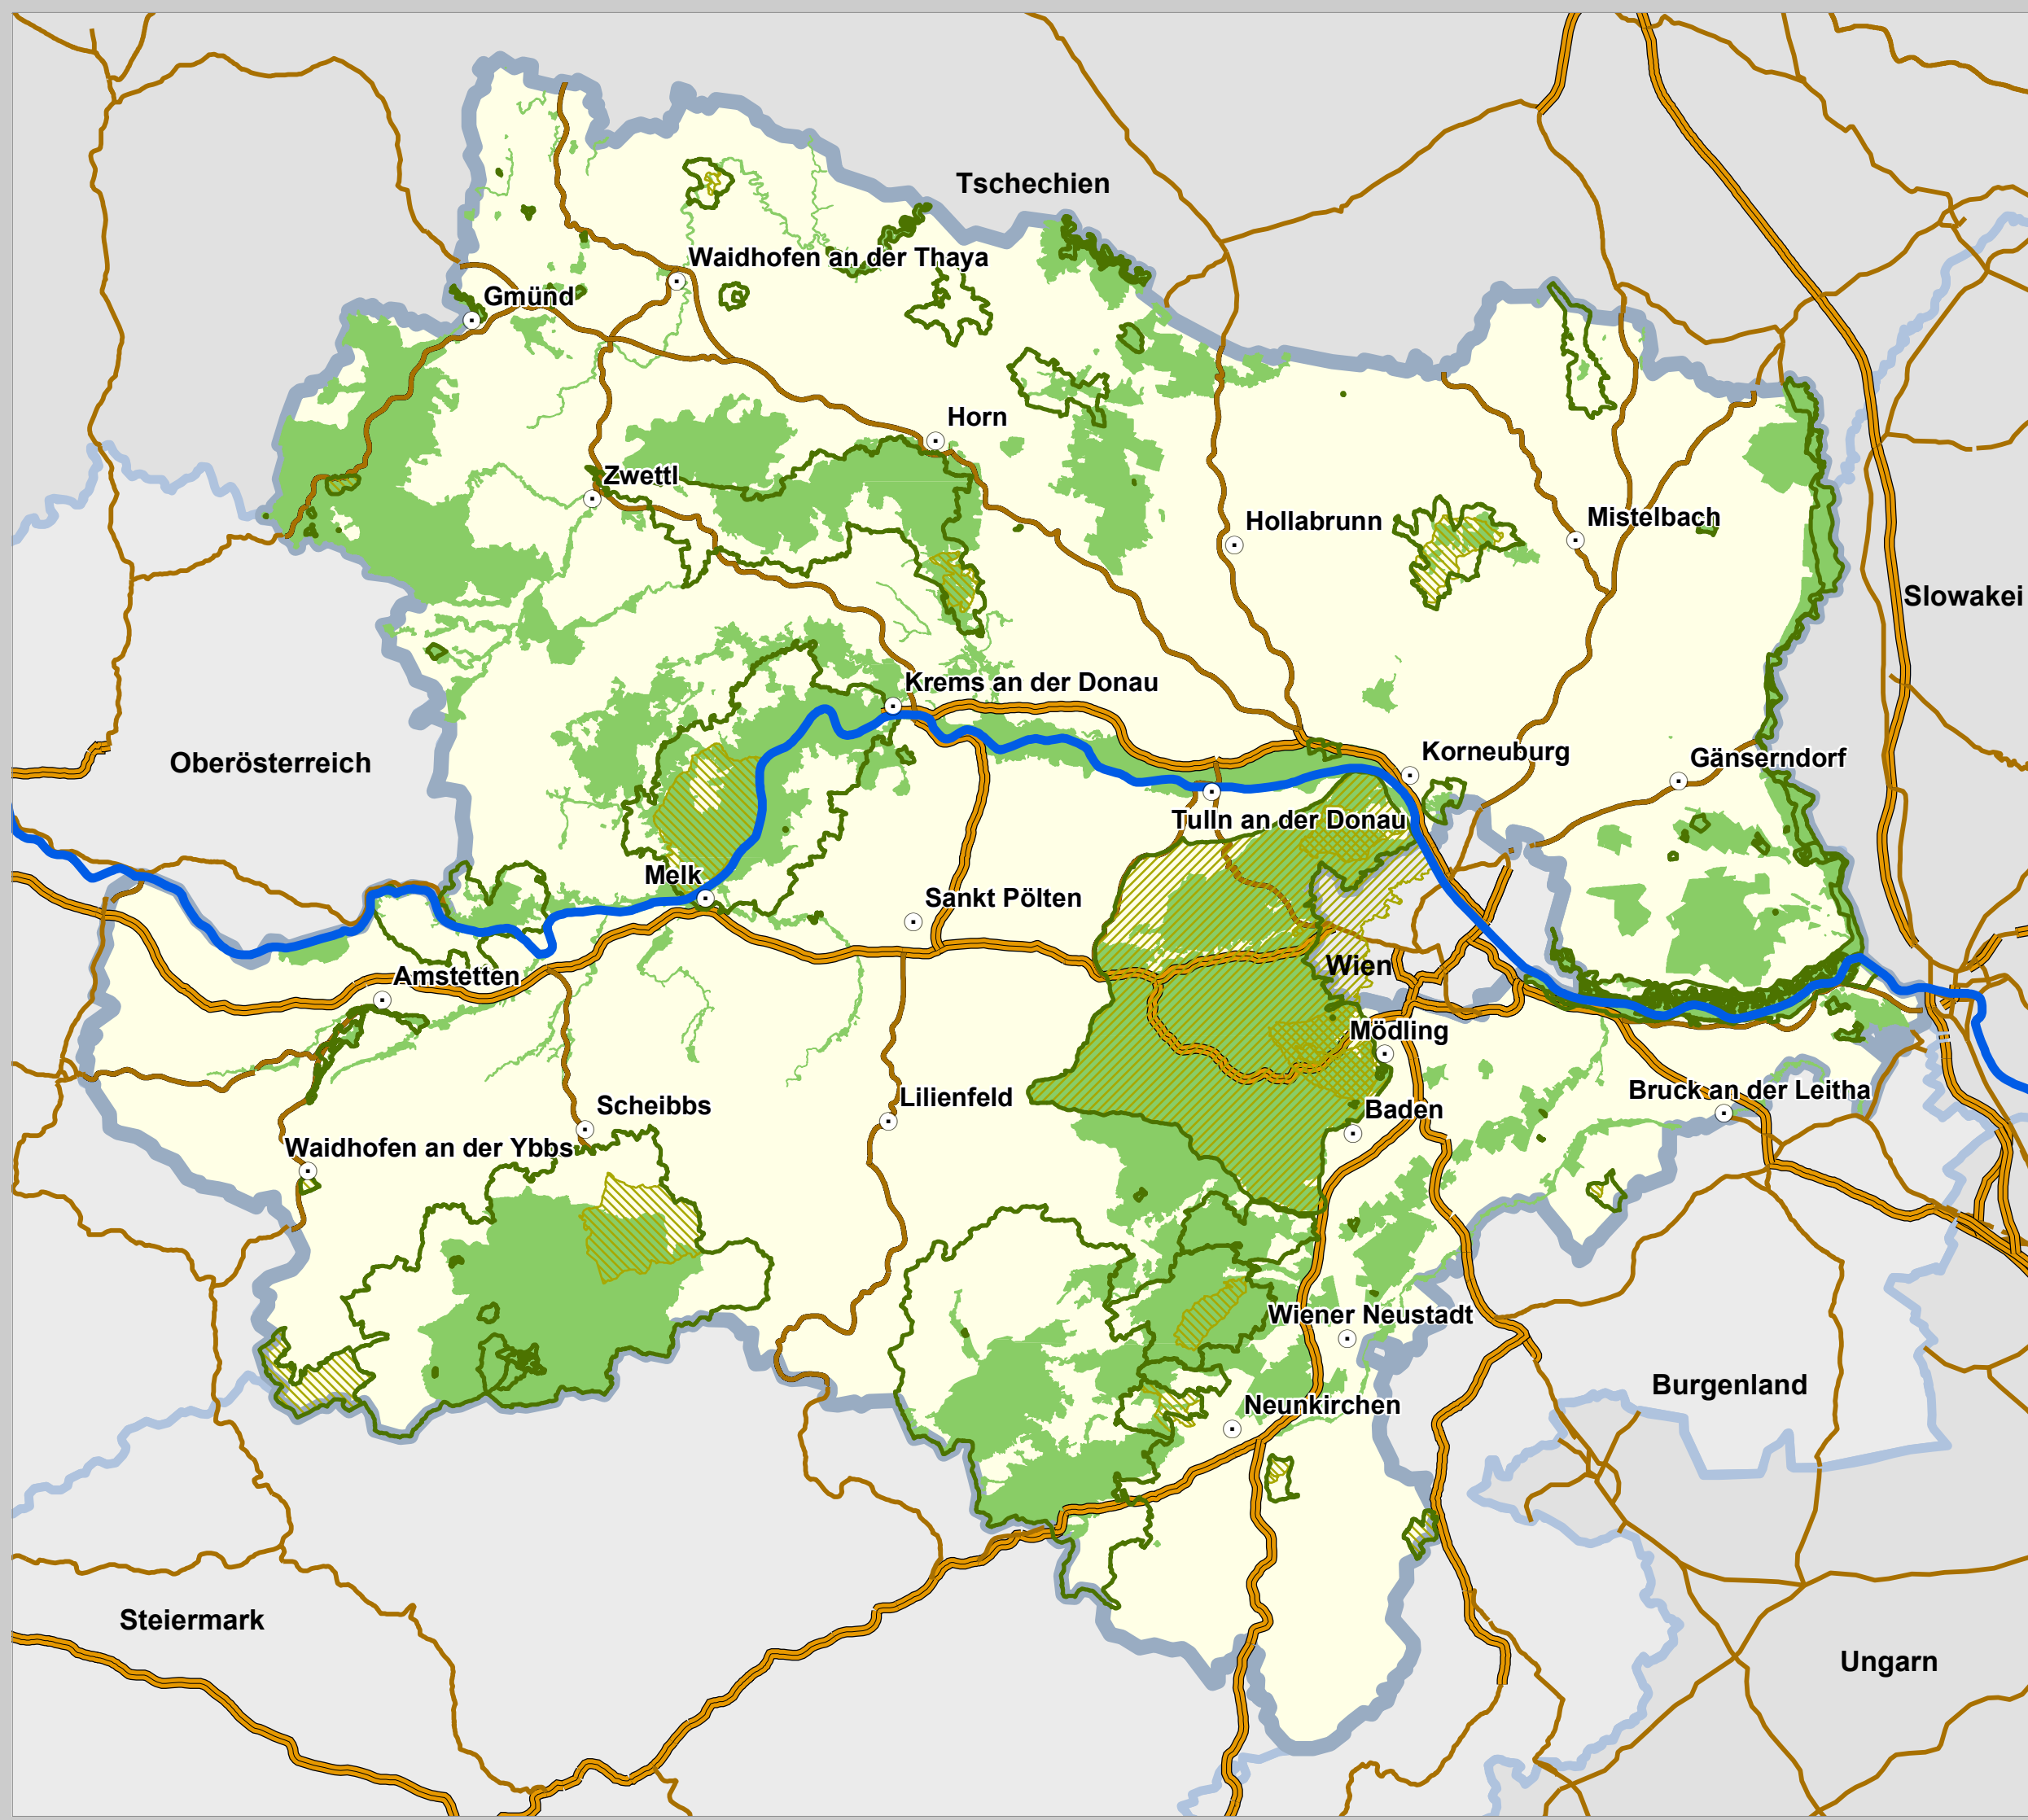 Tschechien
Waidhofen an der Thaya
Gmünd
Horn
Zwettl
Hollabrunn
Mistelbach
Slowakei
Krems an der Donau
Korneuburg
Gänserndorf
Oberösterreich
Tulln an der Donau
Melk
Sankt Pölten
Wien
Amstetten
Mödling
Bruck an der Leitha
Lilienfeld
Scheibbs
Baden
Waidhofen an der Ybbs
Wiener Neustadt
Burgenland
Neunkirchen
Steiermark
Ungarn